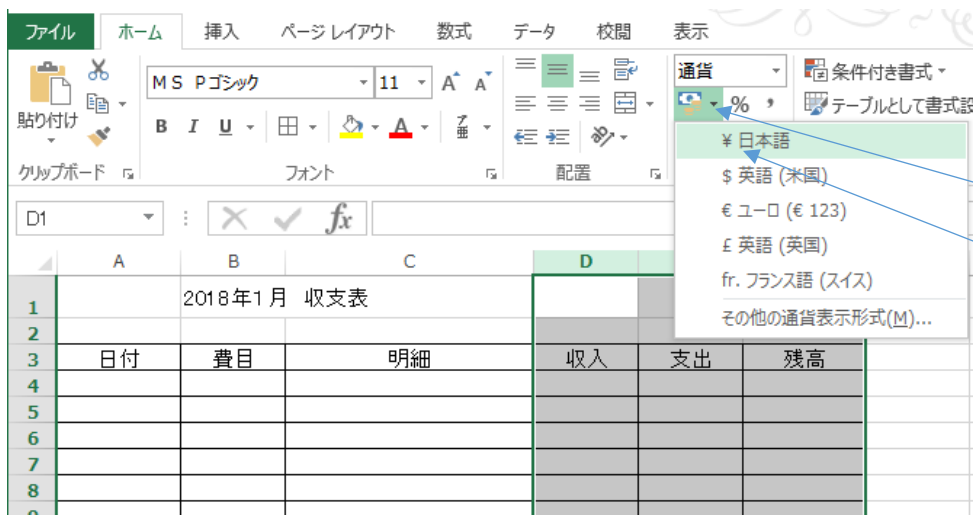 ファイル ホーム 挿入 ページ レイアウト 数式 データ 校閲 表示
ＭＳ Ｐゴシック 11 A A 通貨 条件付き書式
貼り付け B I U A 亜 % , テーブルとして書式設
クリップボード フォント 配置
¥ 日本語
$ 英語 (米国)
€ ユーロ (€ 123)
£ 英語 (英国)
fr. フランス語 (スイス)
その他の通貨表示形式(M)...
D1 fx
A B C D
1 2018年1月 収支表
2
3 日付 費目 明細 収入 支出 残高
4
5
6
7
8